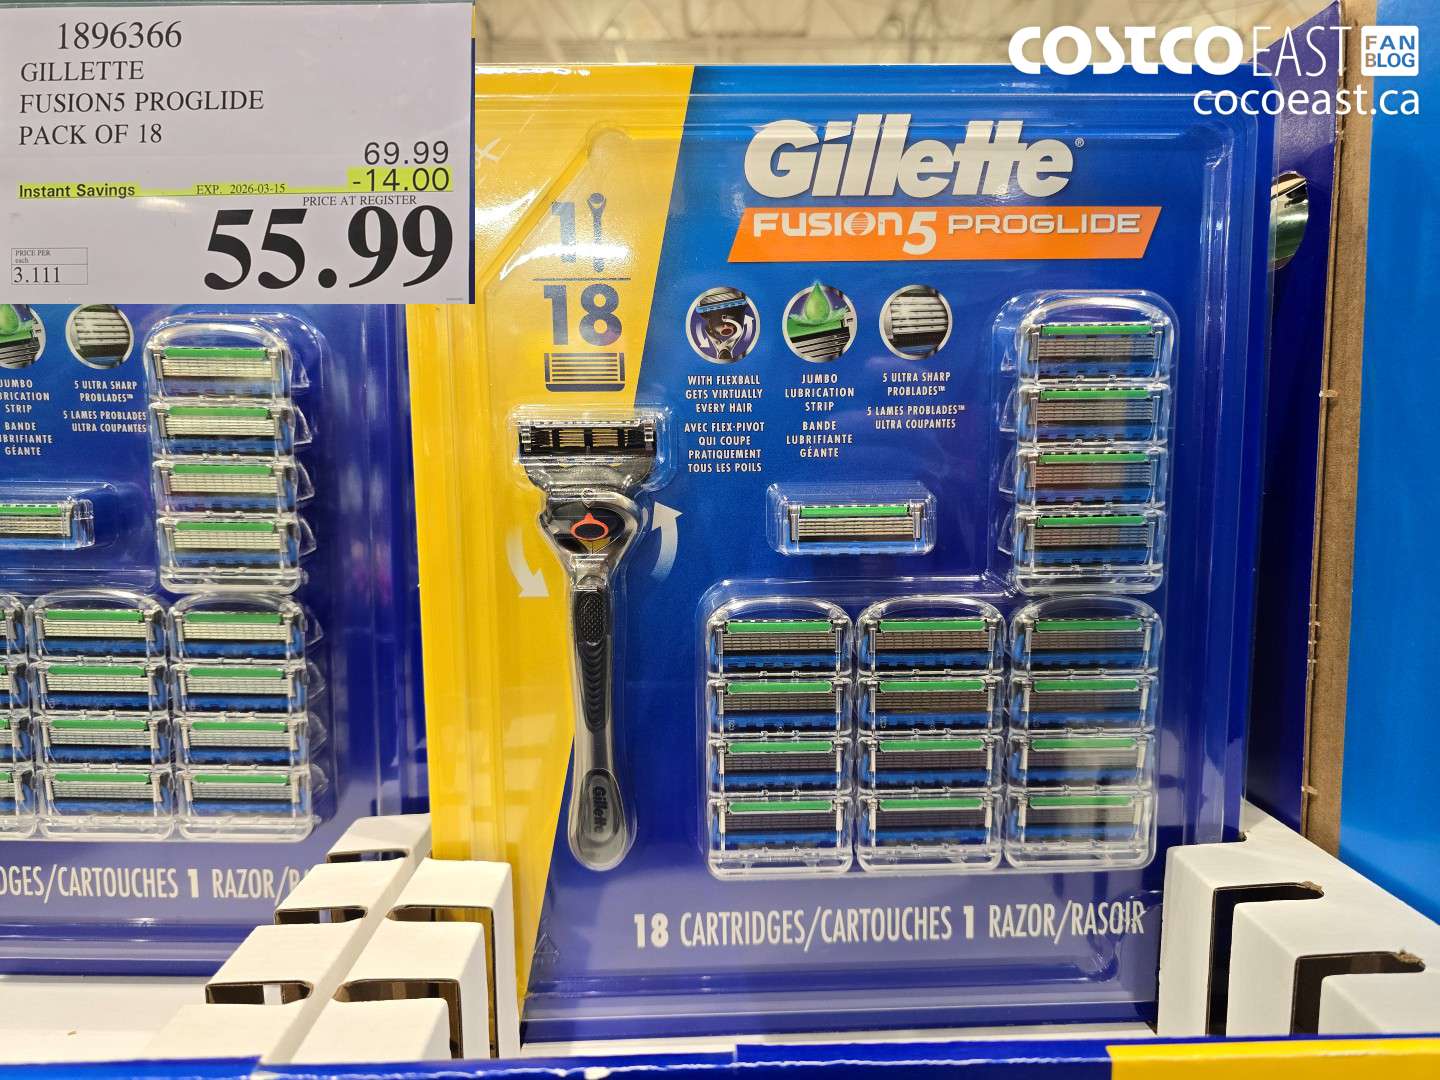 1896366
GILLETTE
FUSION5 PROGLIDE
PACK OF 18
69.99
Instant Savings EXP. 2026-03-15 -14.00
PRICE AT REGISTER
55.99
PRICE PER
each
3.111
COSTCO EAST FAN BLOG
cocoeast.ca
Gillette®
FUSION5 PROGLIDE
1
18
WITH FLEXBALL
GETS VIRTUALLY
EVERY HAIR
AVEC FLEX-PIVOT
QUI COUPE
PRATIQUEMENT
TOUS LES POILS
JUMBO
LUBRICATION
STRIP
BANDE
LUBRIFIANTE
GÉANTE
5 ULTRA SHARP
PROBLADES™
5 LAMES PROBLADES™
ULTRA COUPANTES
Gillette
18 CARTRIDGES/CARTOUCHES 1 RAZOR/RASOIR
JUMBO
BRICATION
STRIP
BANDE
BRIFIANTE
GÉANTE
5 ULTRA SHARP
PROBLADES™
5 LAMES PROBLADES
ULTRA COUPANTES
DGES/CARTOUCHES 1 RAZOR/